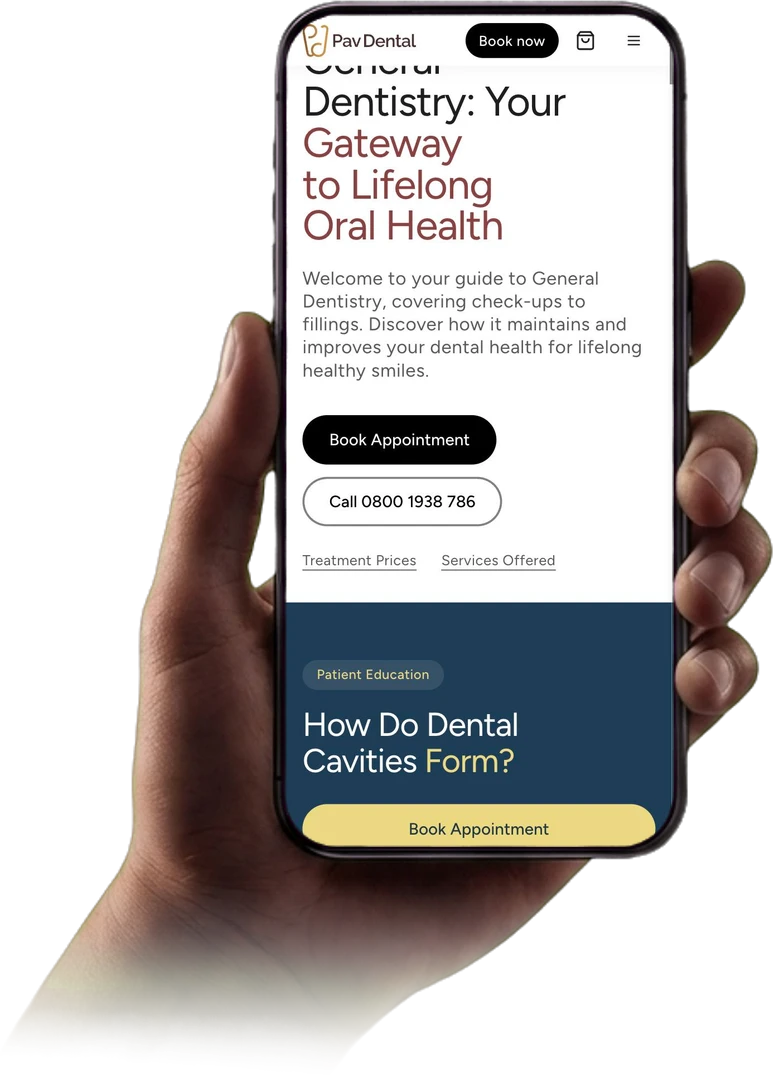 Pav Dental
Book now
General
Dentistry: Your
Gateway
to Lifelong
Oral Health
Welcome to your guide to General
Dentistry, covering check-ups to
fillings. Discover how it maintains and
improves your dental health for lifelong
healthy smiles.
Book Appointment
Call 0800 1938 786
Treatment Prices
Services Offered
Patient Education
How Do Dental
Cavities Form?
Book Appointment